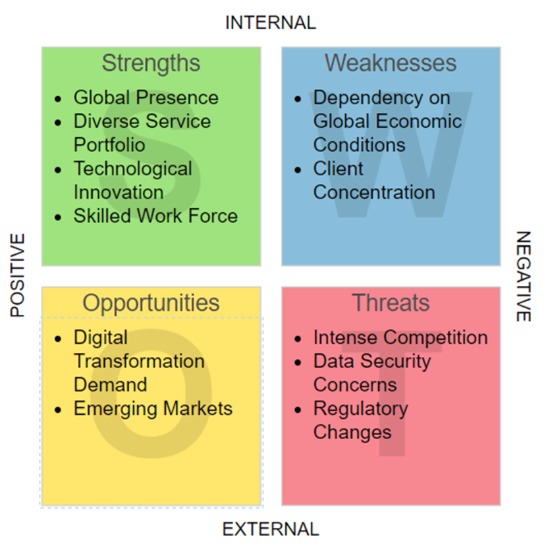 INTERNAL
Strengths
• Global Presence
• Diverse Service
Portfolio
• Technological
Innovation
• Skilled Work Force
S
Weaknesses
• Dependency on
Global Economic
Conditions
• Client
Concentration
W
POSITIVE
NEGATIVE
Opportunities
• Digital
Transformation
Demand
• Emerging Markets
O
Threats
• Intense Competition
• Data Security
Concerns
• Regulatory
Changes
T
EXTERNAL